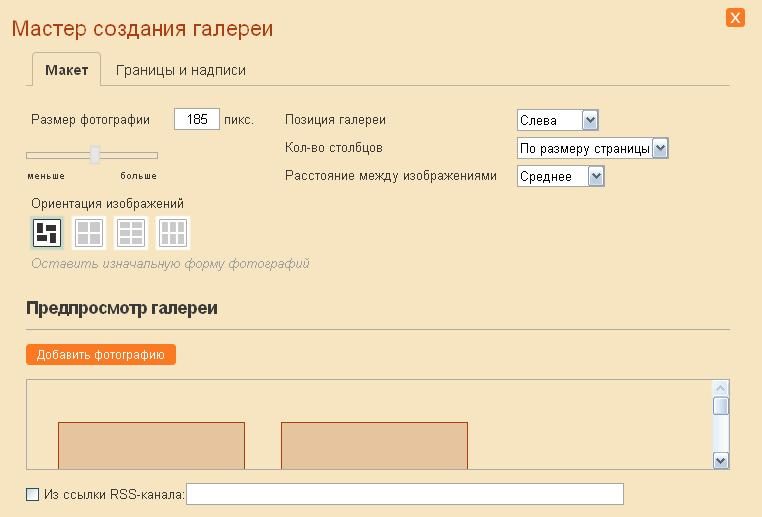 Мастер создания галереи
X
Макет
Границы и надписи
Размер фотографии 185 пикс.
меньше больше
Ориентация изображений
Оставить изначальную форму фотографий
Позиция галереи Слева
Кол-во столбцов По размеру страницы
Расстояние между изображениями Среднее
Предпросмотр галереи
Добавить фотографию
Из ссылки RSS-канала: